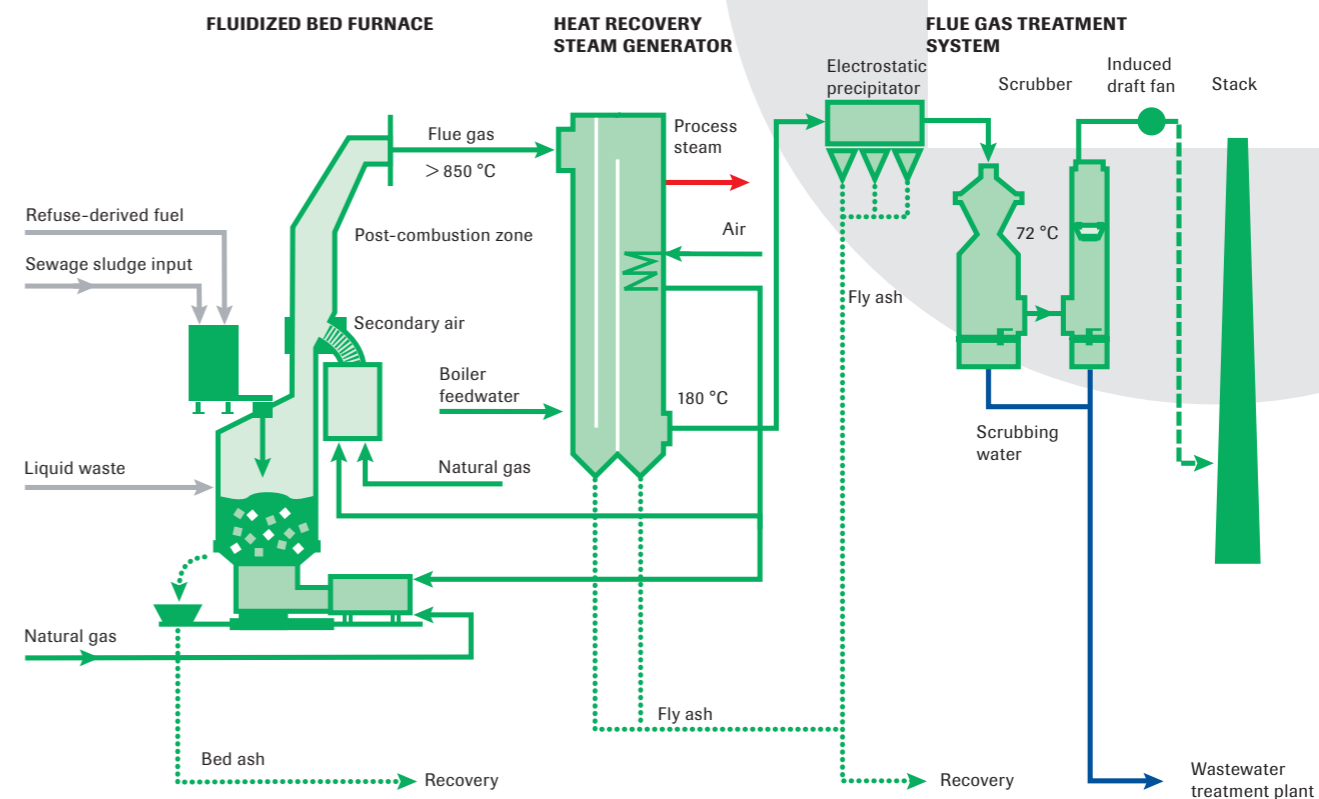 FLUIDIZED BED FURNACE
HEAT RECOVERY
STEAM GENERATOR
FLUE GAS TREATMENT
SYSTEM
Electrostatic
precipitator
Scrubber
Induced
draft fan
Stack
Flue gas
> 850 °C
Process
steam
Refuse-derived fuel
Post-combustion zone
Air
72 °C
Sewage sludge input
Fly ash
Secondary air
Boiler
feedwater
180 °C
Scrubbing
water
Liquid waste
Natural gas
Natural gas
Fly ash
Bed ash
Recovery
Recovery
Wastewater
treatment plant